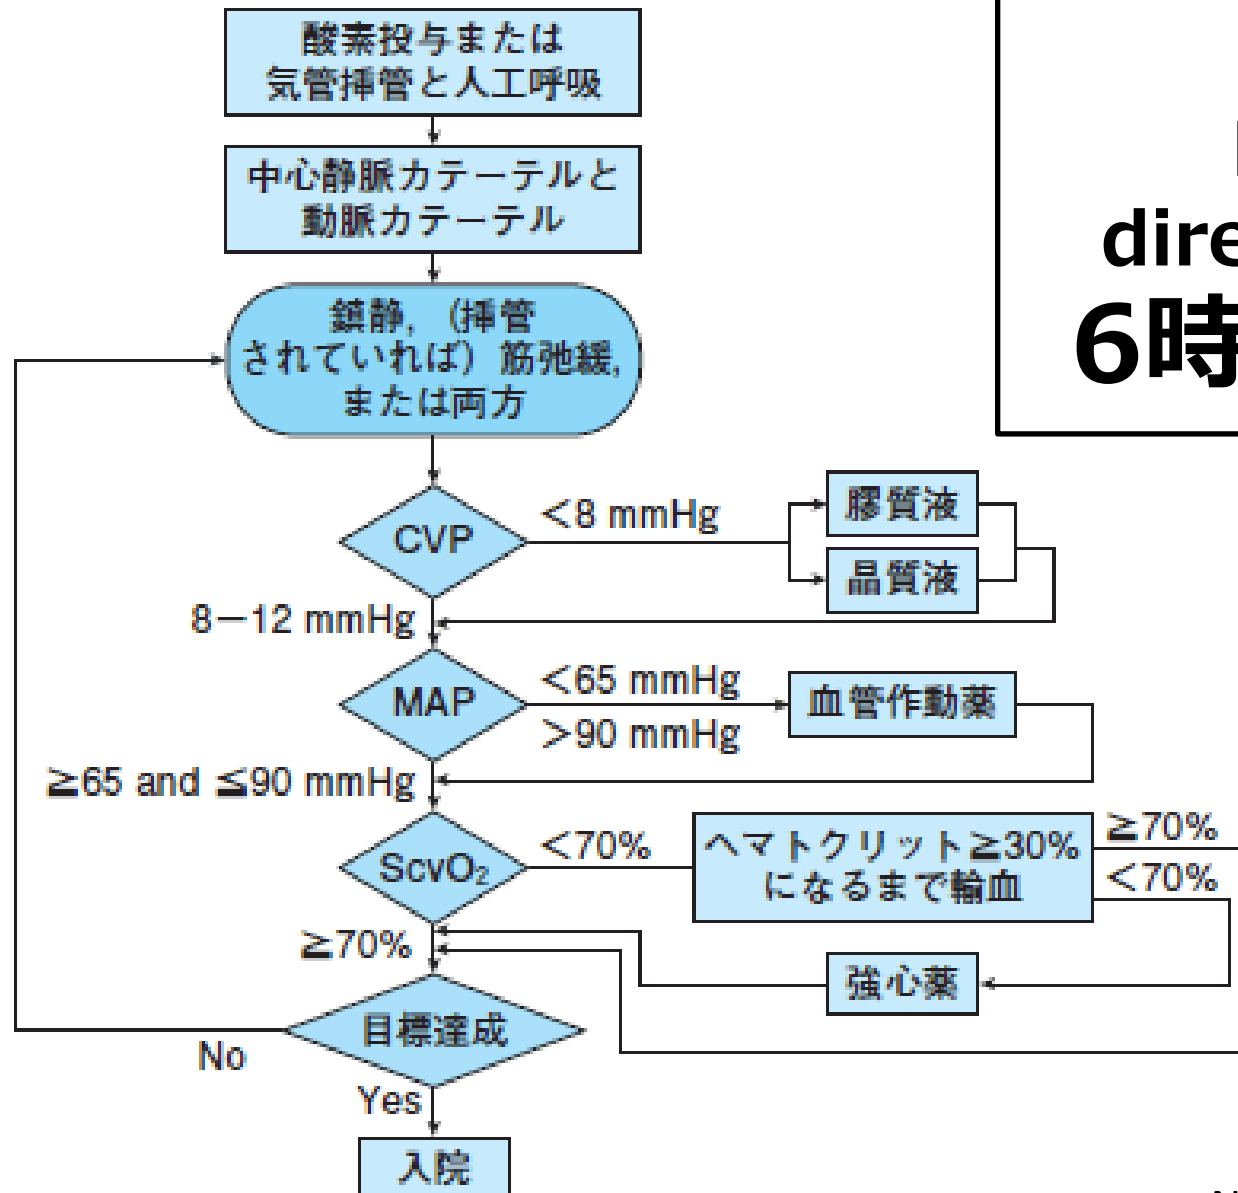 酸素投与または
気管挿管と人工呼吸
中心静脈カテーテルと
動脈カテーテル
鎮静，（挿管
されていれば）筋弛緩，
または両方
CVP
<8 mmHg
膠質液
晶質液
8－12 mmHg
MAP
<65 mmHg
>90 mmHg
血管作動薬
≧65 and ≦90 mmHg
ScvO₂
<70%
ヘマトクリット≧30%
になるまで輸血
≧70%
<70%
≧70%
強心薬
目標達成
No
Yes
入院
dire
6時